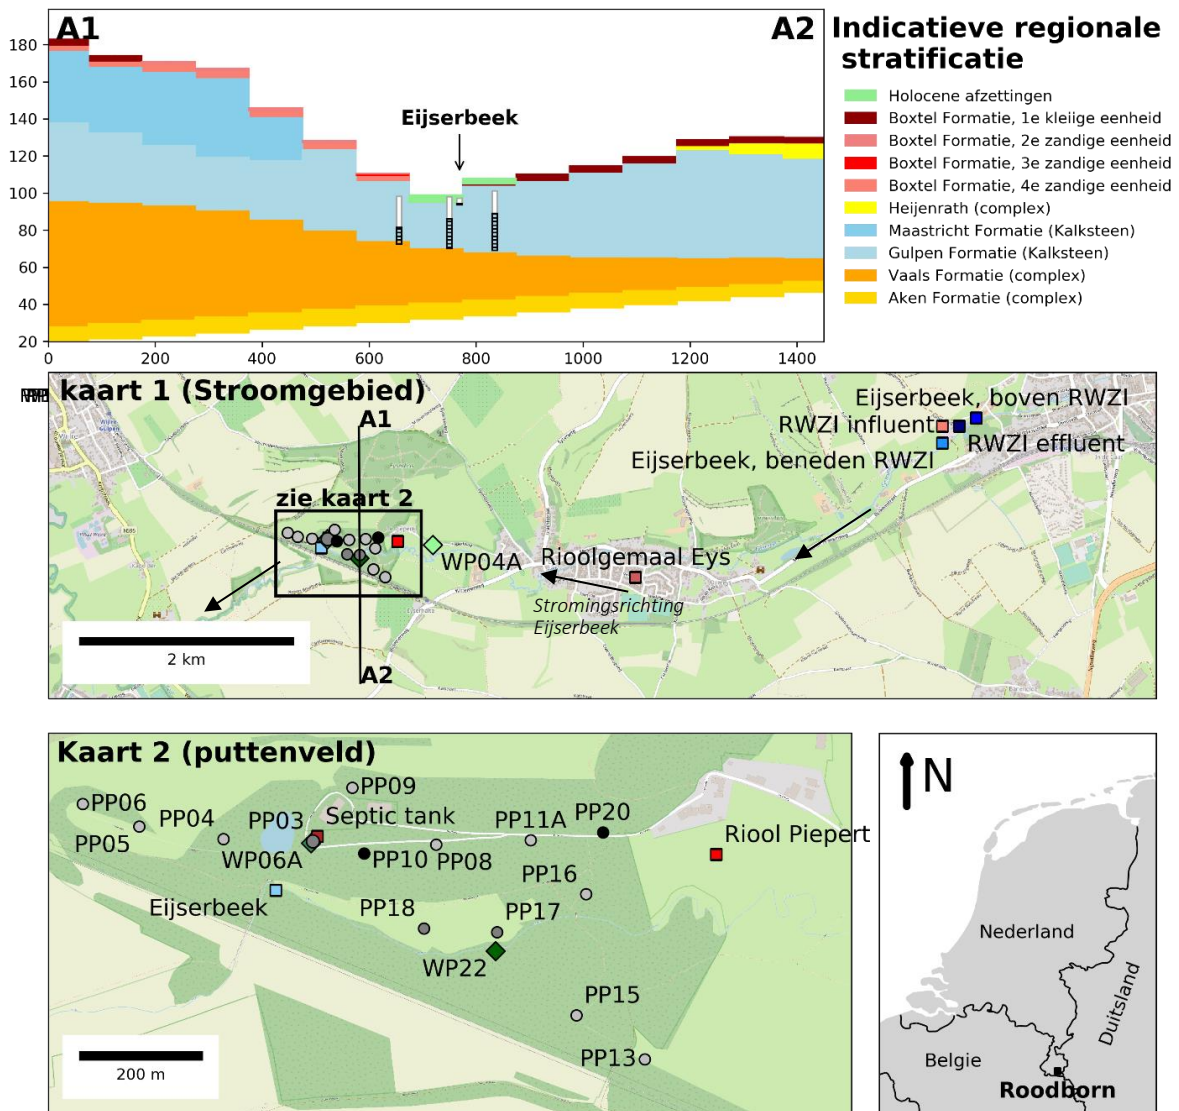 A1
A2
Indicatieve regionale
stratificatie
Eijserbeek
180
160
140
120
100
80
60
40
20
0
200
400
600
800
1000
1200
1400
Holocene afzettingen
Boxtel Formatie, 1e kleiige eenheid
Boxtel Formatie, 2e zandige eenheid
Boxtel Formatie, 3e zandige eenheid
Boxtel Formatie, 4e zandige eenheid
Heijenrath (complex)
Maastricht Formatie (Kalksteen)
Gulpen Formatie (Kalksteen)
Vaals Formatie (complex)
Aken Formatie (complex)
kaart 1 (Stroomgebied)
A1
Eijserbeek, boven RWZI
RWZI influent
RWZI effluent
Eijserbeek, beneden RWZI
zie kaart 2
WP04A
Rioolgemaal Eys
Stromingsrichting
Eijserbeek
2 km
A2
Kaart 2 (puttenveld)
PP09
PP06
PP04
PP03
Septic tank
PP11A
PP20
PP05
WP06A
PP10
PP08
Riool Piepert
PP16
Eijserbeek
PP18
PP17
WP22
PP15
PP13
200 m
N
Nederland
Duitsland
Belgie
Roodborn